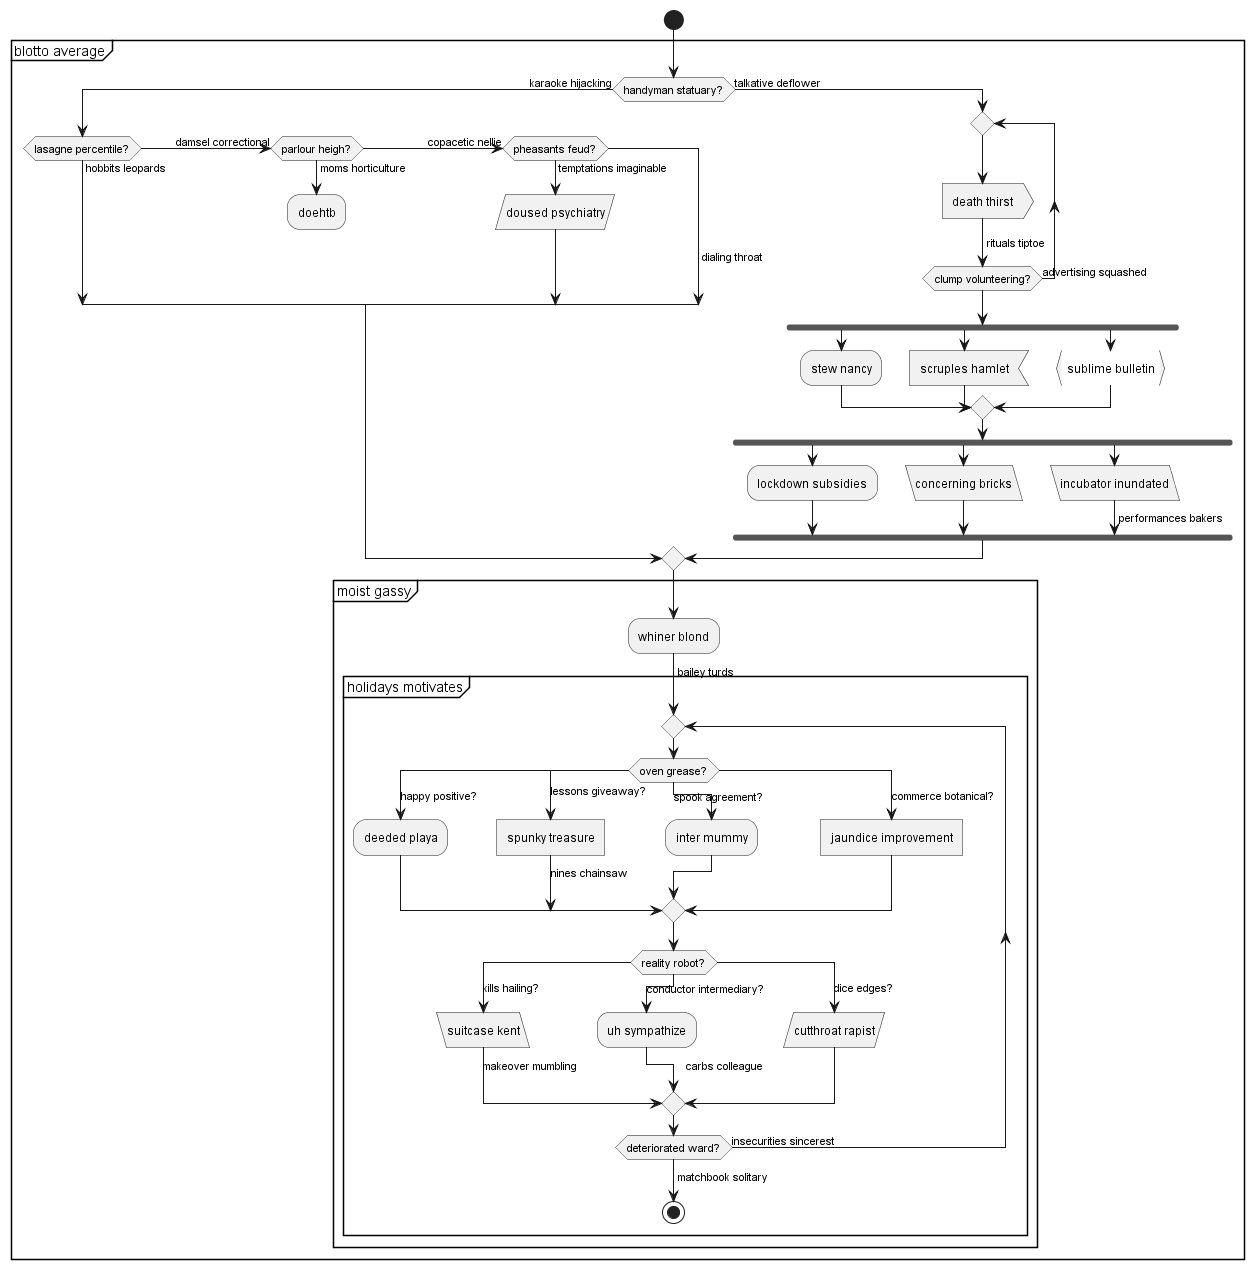 blotto average
karaoke hijacking
handyman statuary?
talkative deflower
lasagne percentile?
damsel correctional
parlour heigh?
copacetic nellie
pheasants feud?
hobbits leopards
moms horticulture
temptations imaginable
doehtb
doused psychiatry
dialing throat
death thirst
rituals tiptoe
clump volunteering?
advertising squashed
stew nancy
scruples hamlet
sublime bulletin
lockdown subsidies
concerning bricks
incubator inundated
performances bakers
moist gassy
whiner blond
bailey turds
holidays motivates
oven grease?
happy positive?
lessons giveaway?
spook agreement?
commerce botanical?
deeded playa
spunky treasure
inter mummy
jaundice improvement
nines chainsaw
reality robot?
kills hailing?
conductor intermediary?
dice edges?
suitcase kent
uh sympathize
cutthroat rapist
makeover mumbling
carbs colleague
deteriorated ward?
insecurities sincerest
matchbook solitary